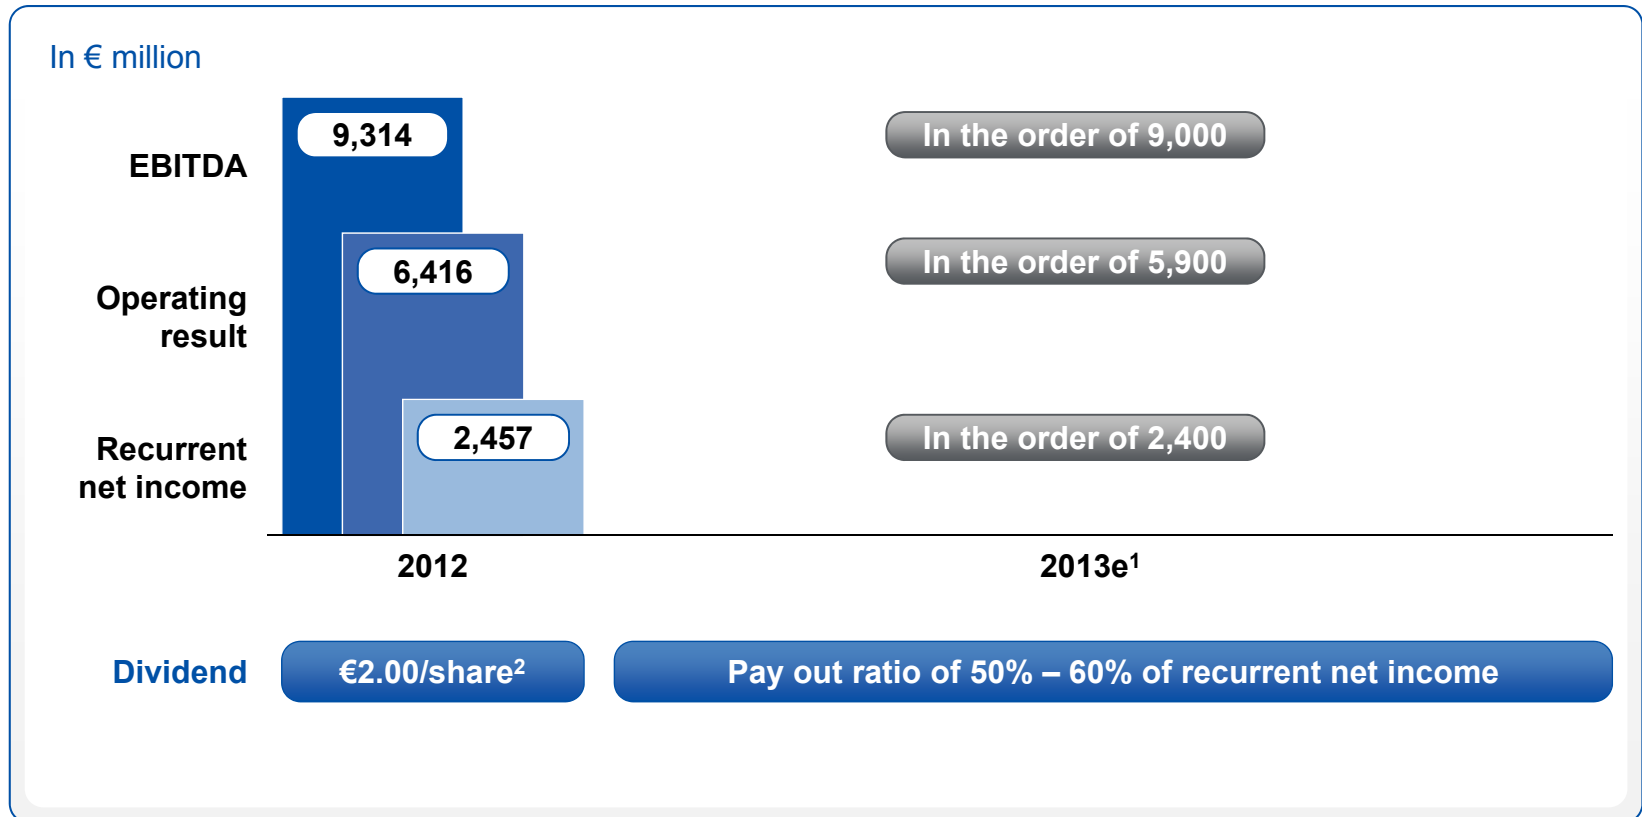 In € million
9,314
In the order of 9,000
EBITDA
6,416
In the order of 5,900
Operating
result
2,457
In the order of 2,400
Recurrent
net income
2012
2013e¹
Dividend
€2.00/share²
Pay out ratio of 50% – 60% of recurrent net income